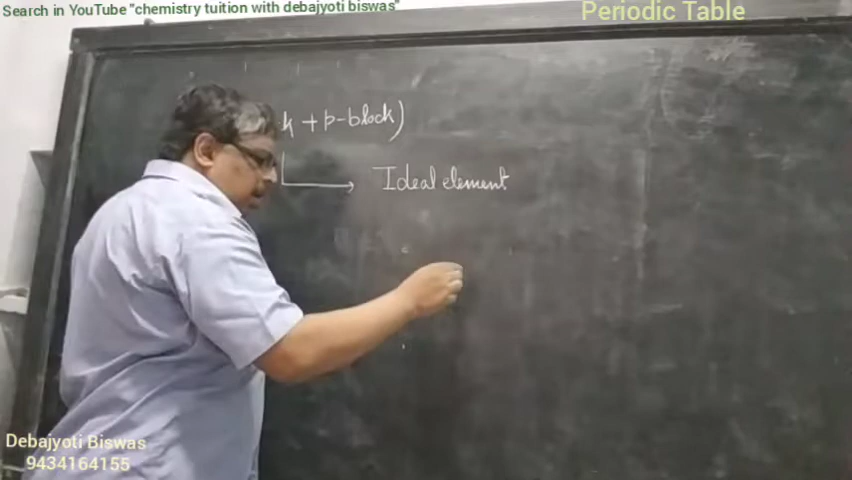 Search in YouTube "chemistry tuition with debajyoti biswas"
Periodic Table
k + p-block)
Ideal element
Debajyoti Biswas
9434164155